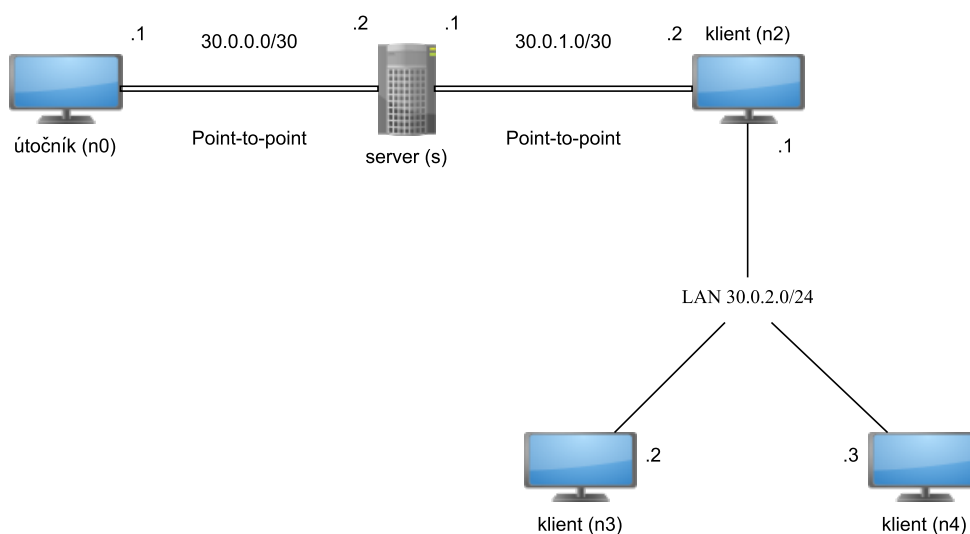 .1
30.0.0.0/30
.2
.1
30.0.1.0/30
.2
klient (n2)
útočník (n0)
Point-to-point
server (s)
Point-to-point
.1
LAN 30.0.2.0/24
.2
.3
klient (n3)
klient (n4)